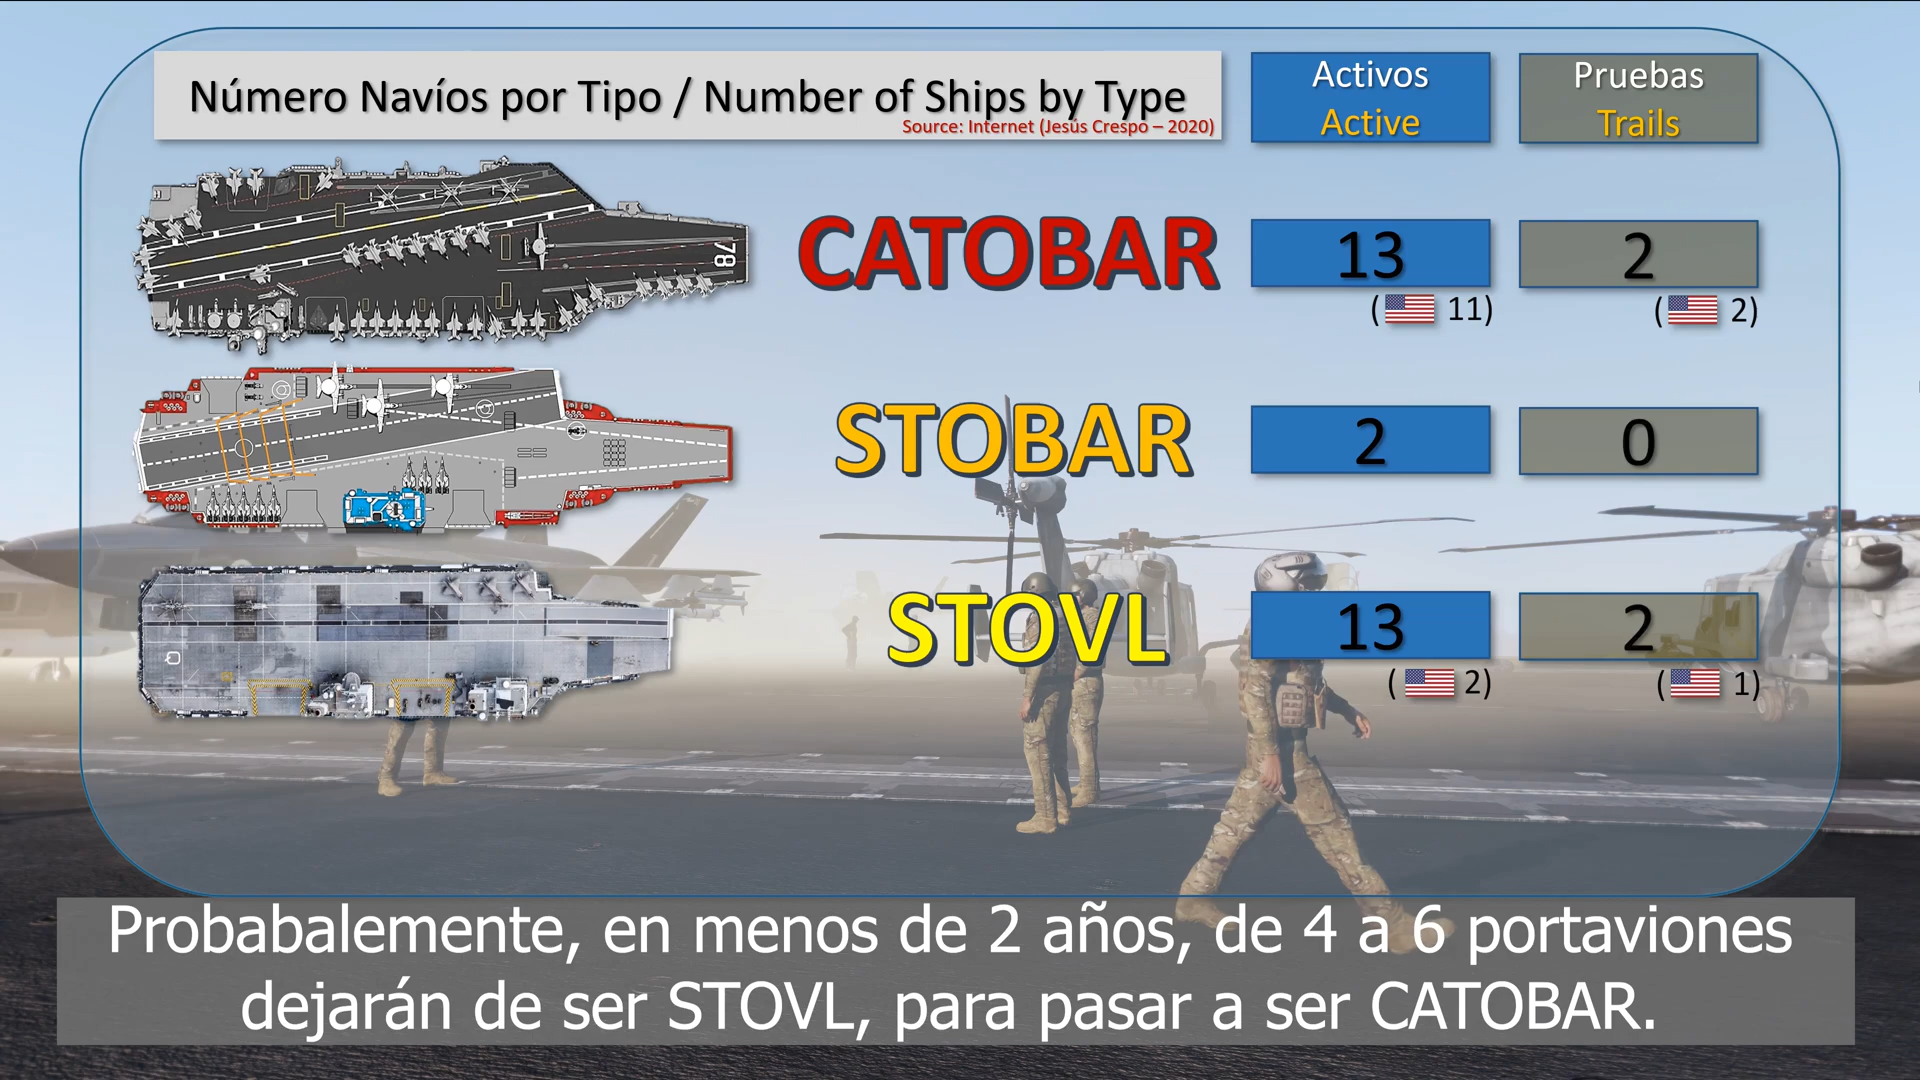 Número Navíos por Tipo / Number of Ships by Type
Source: Internet (Jesús Crespo – 2020)
Activos
Active
Pruebas
Trails
78
CATOBAR
13
2
( 11)
( 2)
STOBAR
2
0
STOVL
13
2
( 2)
( 1)
Probabalemente, en menos de 2 años, de 4 a 6 portaviones
dejarán de ser STOVL, para pasar a ser CATOBAR.